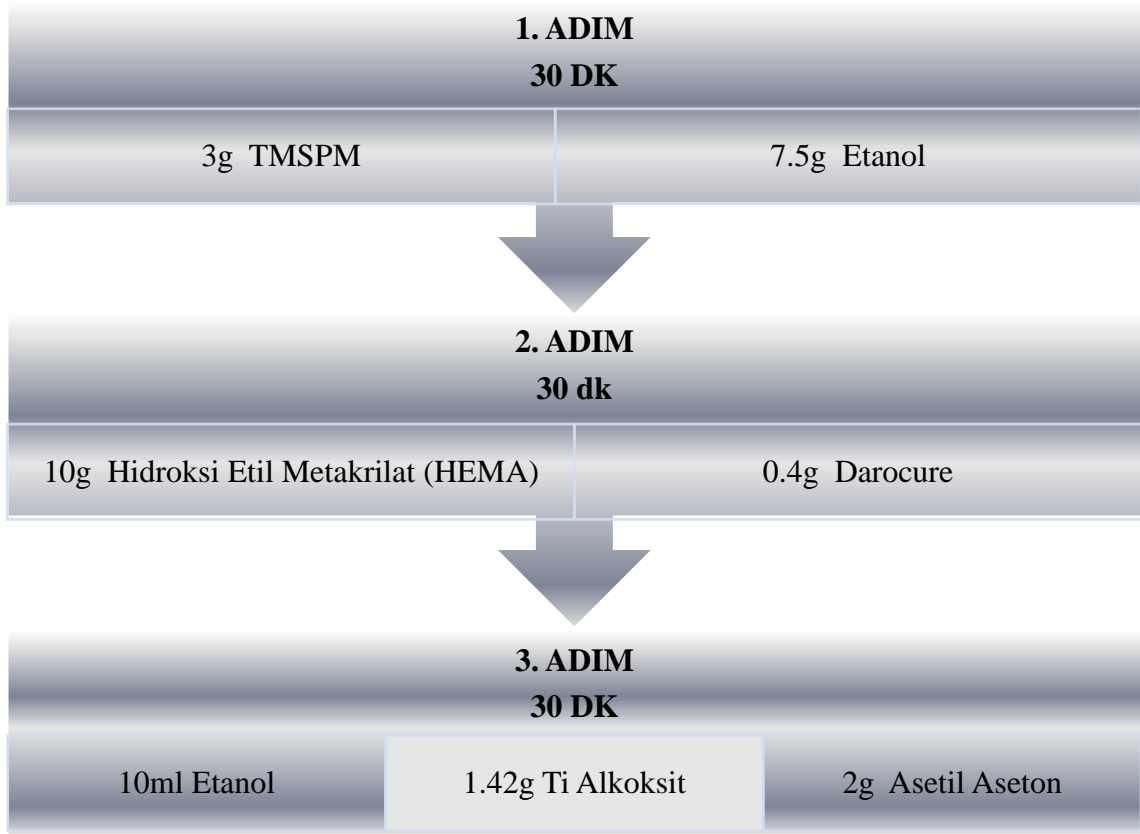 1. ADIM
30 DK
3g TMSPM
7.5g Etanol
2. ADIM
30 dk
10g Hidroksi Etil Metakrilat (HEMA)
0.4g Darocure
3. ADIM
30 DK
10ml Etanol
1.42g Ti Alkoksit
2g Asetil Aseton